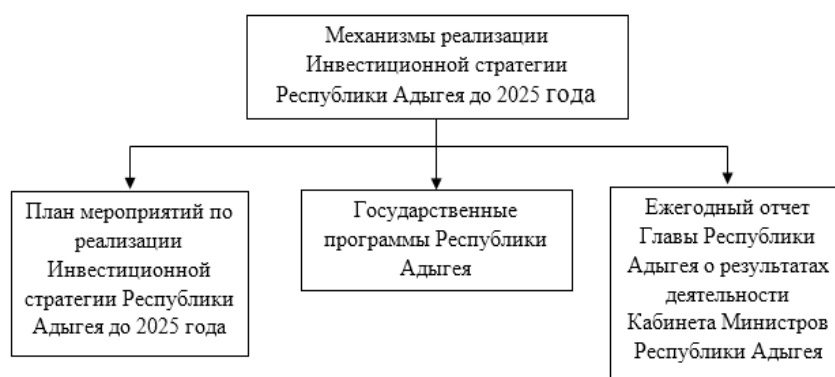 Механизмы реализации
Инвестиционной стратегии
Республики Адыгея до 2025 года
План мероприятий по
реализации
Инвестиционной
стратегии Республики
Адыгея до 2025 года
Государственные
программы Республики
Адыгея
Ежегодный отчет
Главы Республики
Адыгея о результатах
деятельности
Кабинета Министров
Республики Адыгея